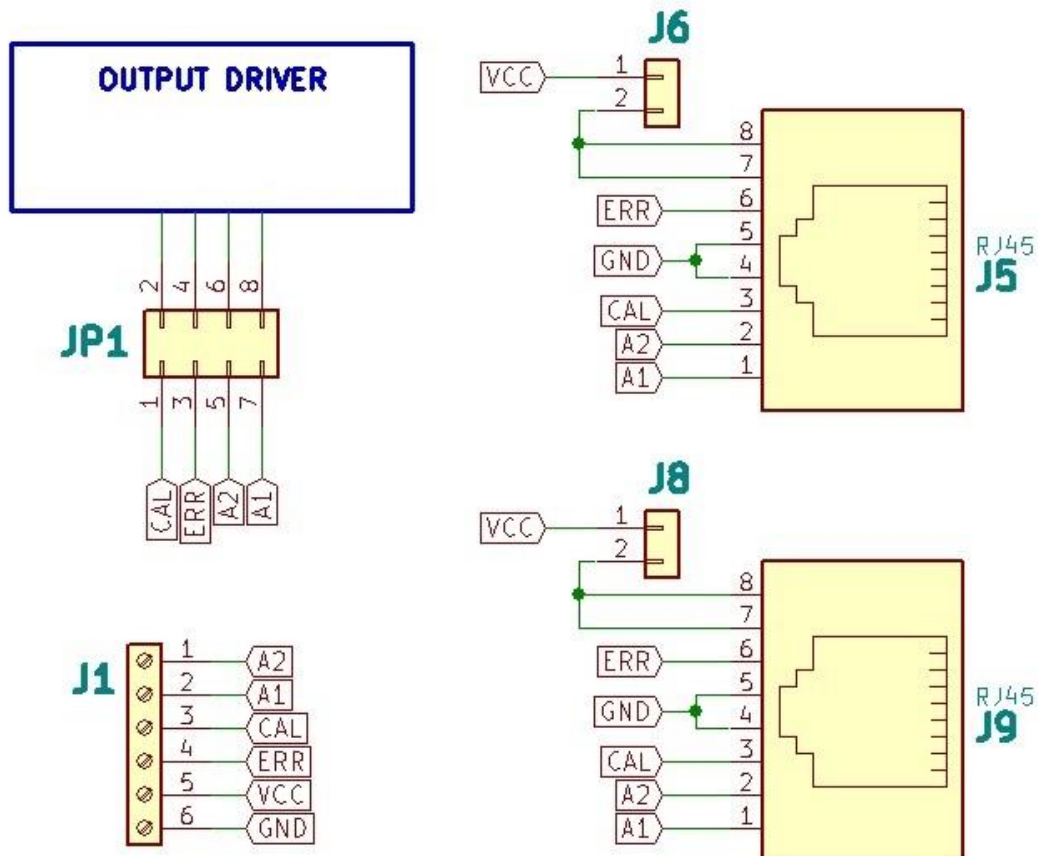 OUTPUT DRIVER
2 4 6 8
JP1
1 3 5 7
CAL ERR A2 A1
J1
1 A2
2 A1
3 CAL
4 ERR
5 VCC
6 GND
J6
VCC 1
2
8
7
ERR 6
5
GND
4
CAL 3
A2 2
A1 1
RJ45
J5
J8
VCC 1
2
8
7
ERR 6
5
GND
4
CAL 3
A2 2
A1 1
RJ45
J9